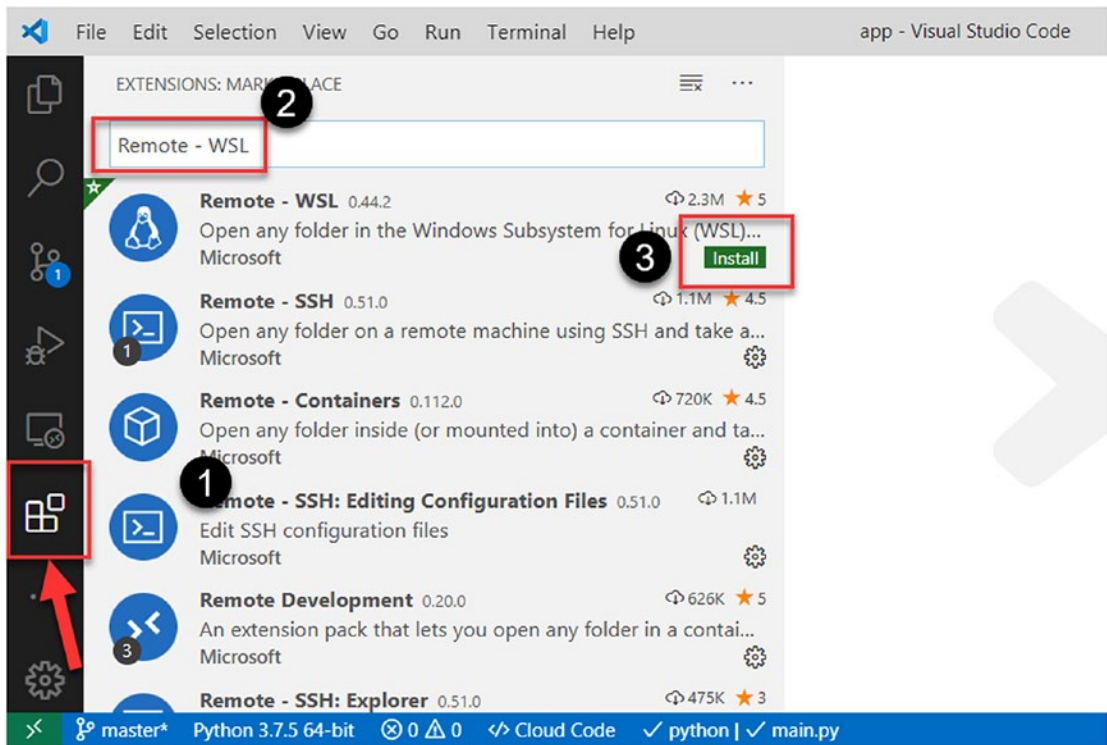 File Edit Selection View Go Run Terminal Help app - Visual Studio Code
EXTENSIONS: MARKETPLACE
2
Remote - WSL
Remote - WSL 0.44.2 2.3M ★ 5
Open any folder in the Windows Subsystem for Linux (WSL)...
Microsoft 3 Install
1
Remote - SSH 0.51.0 1.1M ★ 4.5
Open any folder on a remote machine using SSH and take a...
1 Microsoft
Remote - Containers 0.112.0 720K ★ 4.5
Open any folder inside (or mounted into) a container and ta...
Microsoft
1
Remote - SSH: Editing Configuration Files 0.51.0 1.1M
Edit SSH configuration files
Microsoft
Remote Development 0.20.0 626K ★ 5
An extension pack that lets you open any folder in a contai...
3 Microsoft
Remote - SSH: Explorer 0.51.0 475K ★ 3
master* Python 3.7.5 64-bit 0 0 Cloud Code ✓ python | ✓ main.py